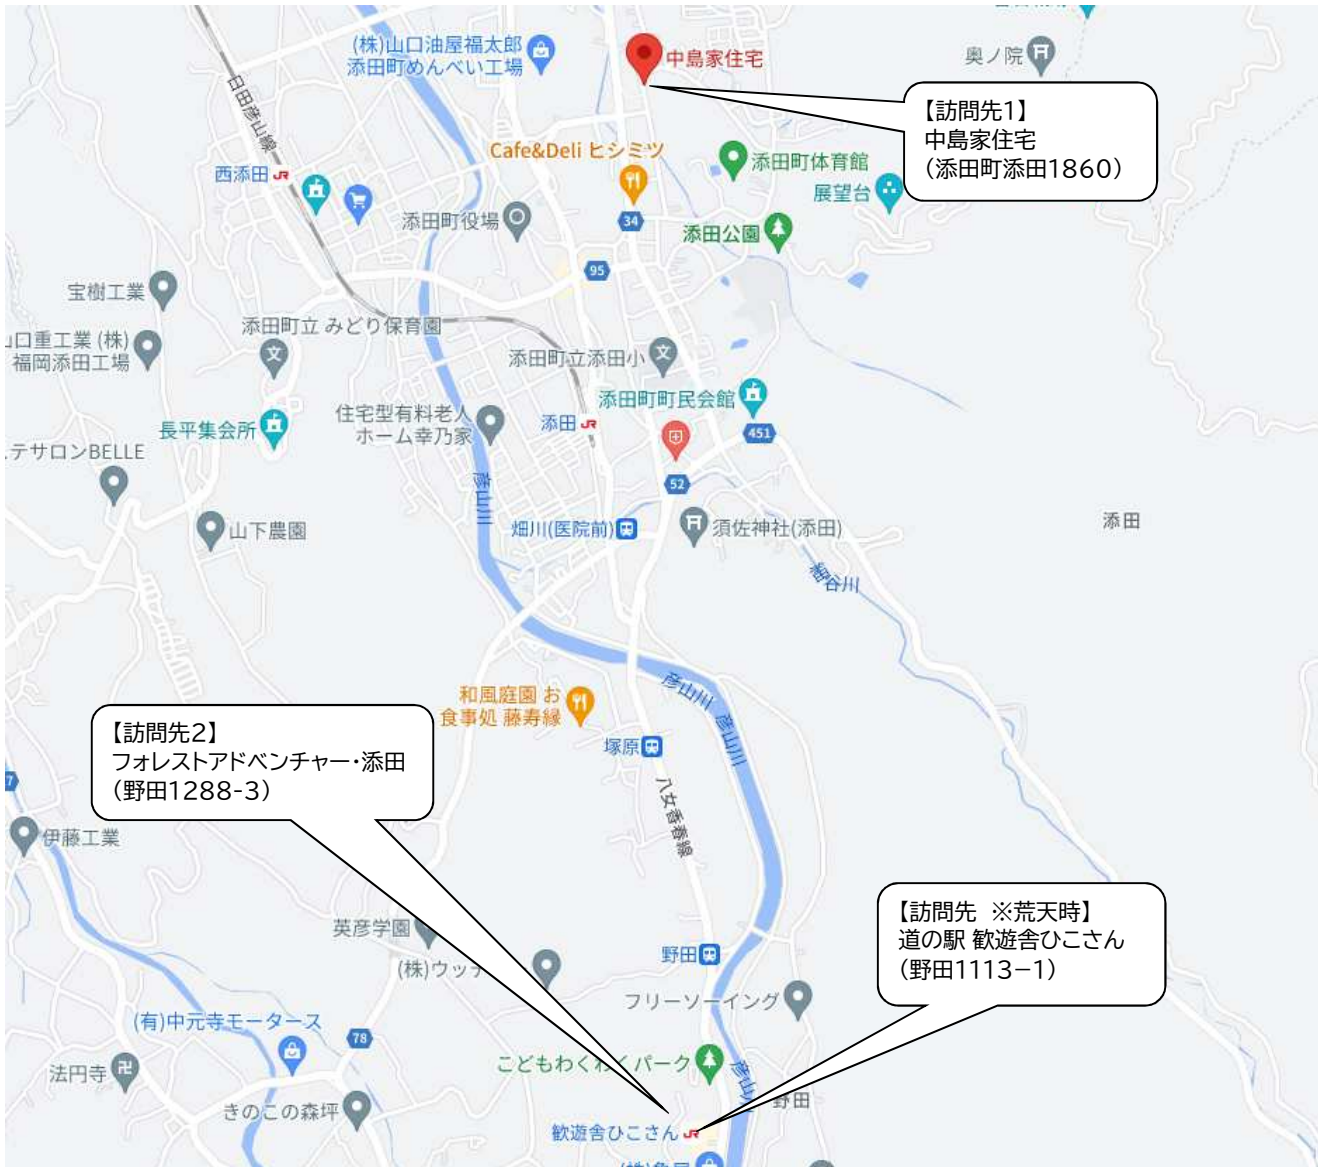 (株)山口油屋福太郎
添田町めんべい工場
中島家住宅
奥ノ院
【訪問先1】
中島家住宅
(添田町添田1860)
日田彦山線
Cafe&Deli ヒシミツ
添田町体育館
西添田
展望台
添田町役場
34
添田公園
95
宝樹工業
添田町立 みどり保育園
山口重工業 (株)
福岡添田工場
添田町立添田小
添田町町民会館
長平集会所
住宅型有料老人
ホーム幸乃家
添田
451
テサロンBELLE
彦山川
52
山下農園
畑川(医院前)
須佐神社(添田)
添田
細谷川
彦山川
彦山川
和風庭園 お
食事処 藤寿縁
【訪問先2】
フォレストアドベンチャー・添田
(野田1288-3)
塚原
7
八女香春線
伊藤工業
【訪問先 ※荒天時】
道の駅 歓遊舎ひこさん
(野田1113−1)
英彦学園
野田
(株)ウッ
フリーソーイング
(有)中元寺モータース
78
こどもわくわくパーク
法円寺
彦山川
野田
きのこの森坪
歓遊舎ひこさん